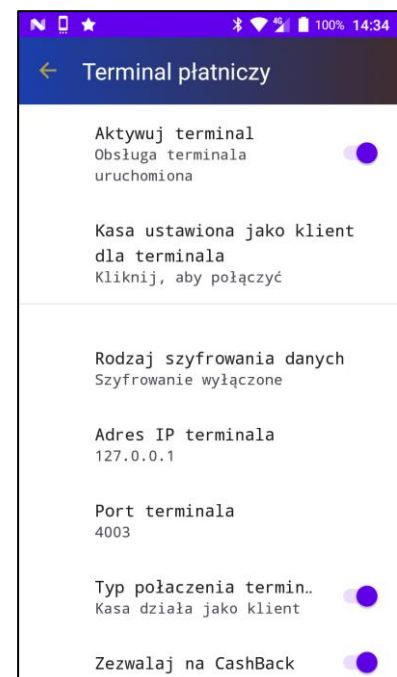 100% 14:34
Terminal płatniczy
Aktywuj terminal
Obsługa terminala
uruchomiona
Kasa ustawiona jako klient
dla terminala
Kliknij, aby połączyć
Rodzaj szyfrowania danych
Szyfrowanie wyłączone
Adres IP terminala
127.0.0.1
Port terminala
4003
Typ połaczenia termin..
Kasa działa jako klient
Zezwalaj na CashBack